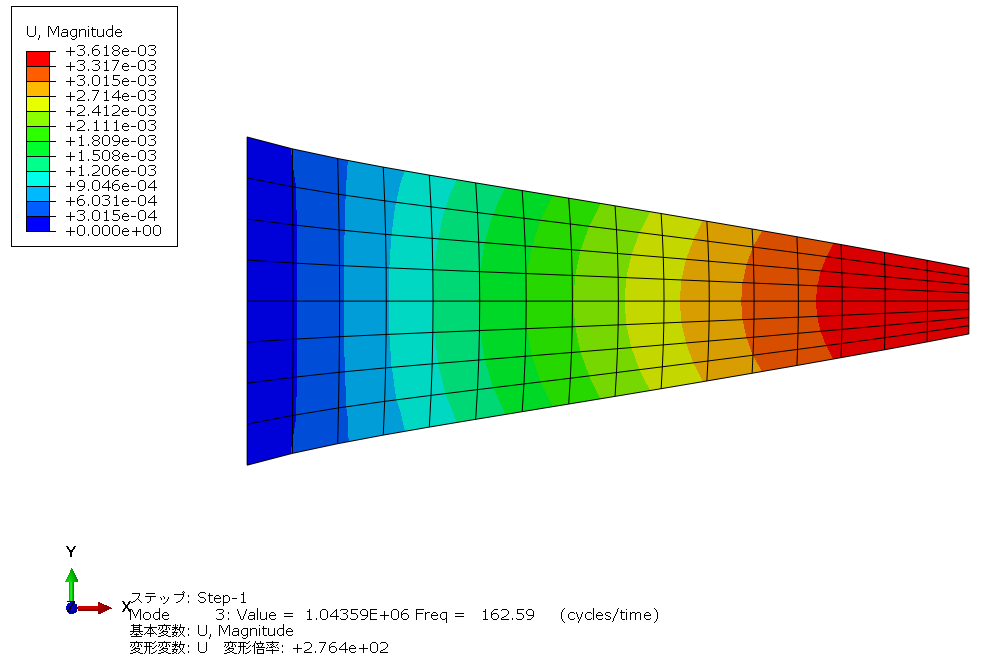 U, Magnitude
+3.618e-03
+3.317e-03
+3.015e-03
+2.714e-03
+2.412e-03
+2.111e-03
+1.809e-03
+1.508e-03
+1.206e-03
+9.046e-04
+6.031e-04
+3.015e-04
+0.000e+00
Y
X
ステップ: Step-1
Mode 3: Value = 1.04359E+06 Freq = 162.59 (cycles/time)
基本変数: U, Magnitude
変形変数: U 変形倍率: +2.764e+02